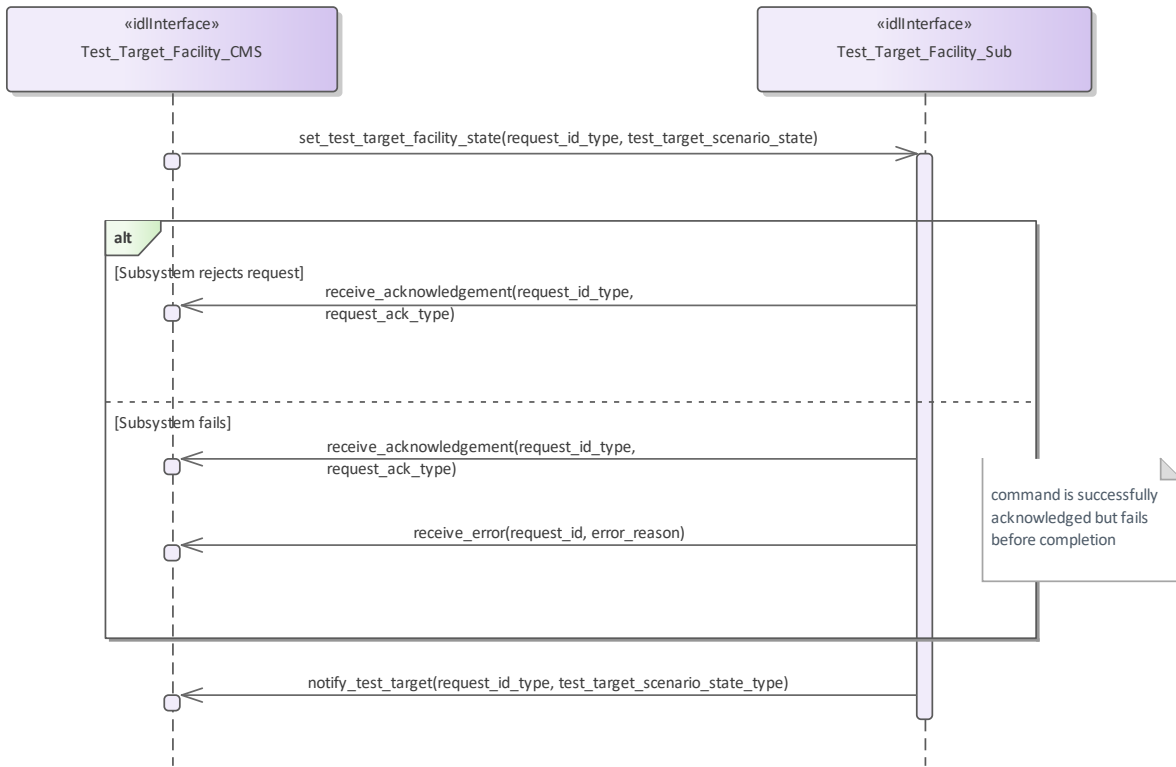 «idlInterface»
Test_Target_Facility_CMS
«idlInterface»
Test_Target_Facility_Sub
set_test_target_facility_state(request_id_type, test_target_scenario_state)
alt
[Subsystem rejects request]
receive_acknowledgement(request_id_type,
request_ack_type)
[Subsystem fails]
receive_acknowledgement(request_id_type,
request_ack_type)
command is successfully
acknowledged but fails
before completion
receive_error(request_id, error_reason)
notify_test_target(request_id_type, test_target_scenario_state_type)